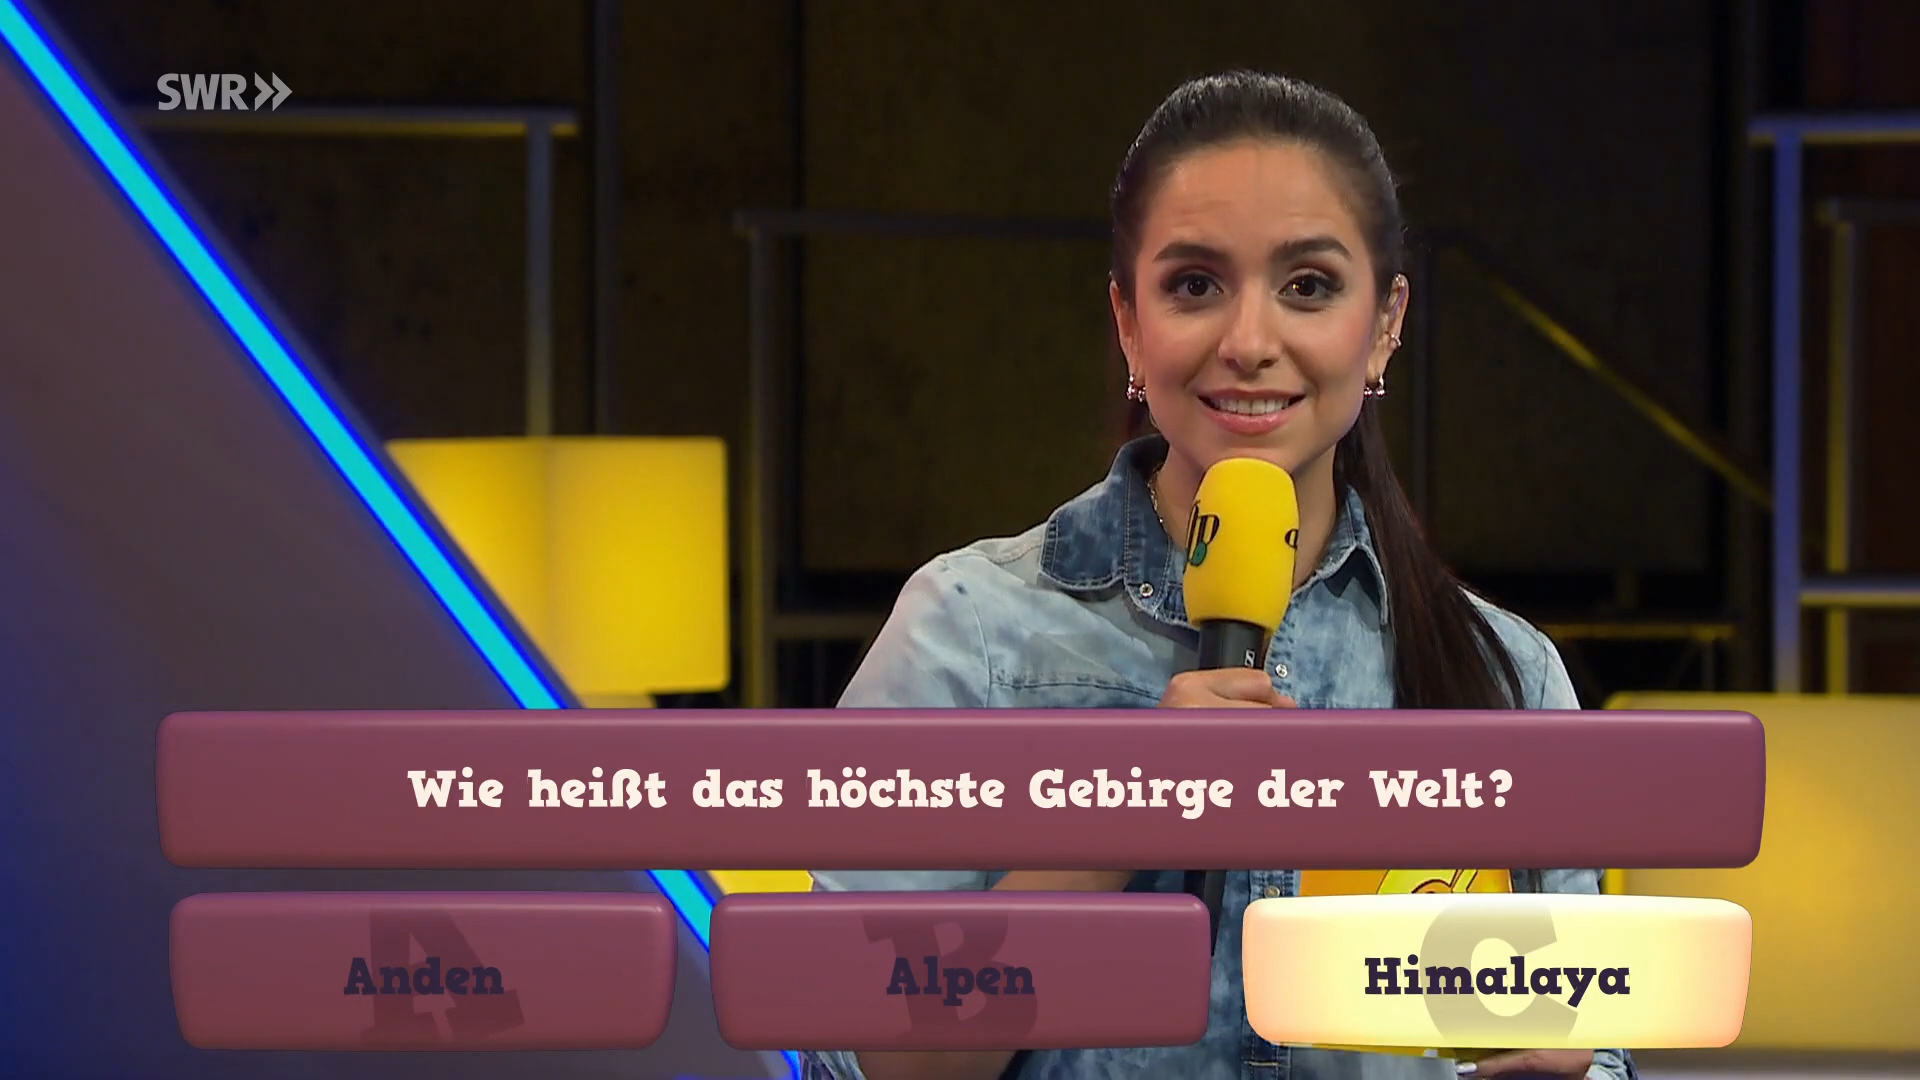 SWR
Wie heißt das höchste Gebirge der Welt?
A
Anden
B
Alpen
C
Himalaya